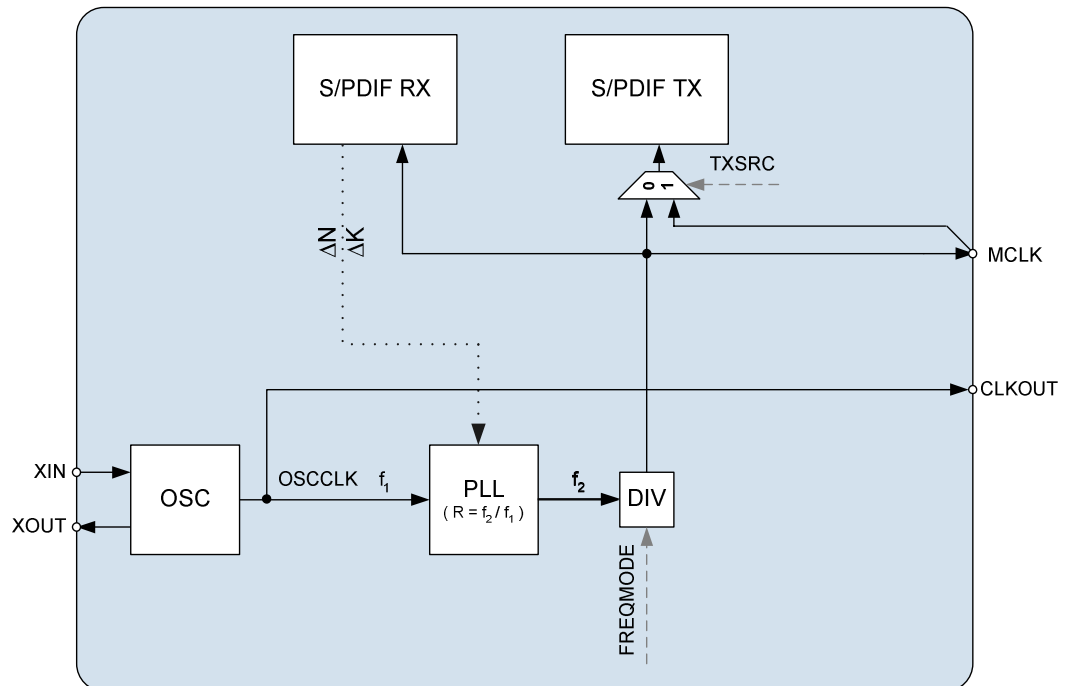 S/PDIF RX
S/PDIF TX
TXSRC
0
1
ΔN
ΔK
MCLK
CLKOUT
XIN
OSC
XOUT
OSCCLK
f1
PLL
( R = f2 / f1 )
f2
DIV
FREQMODE